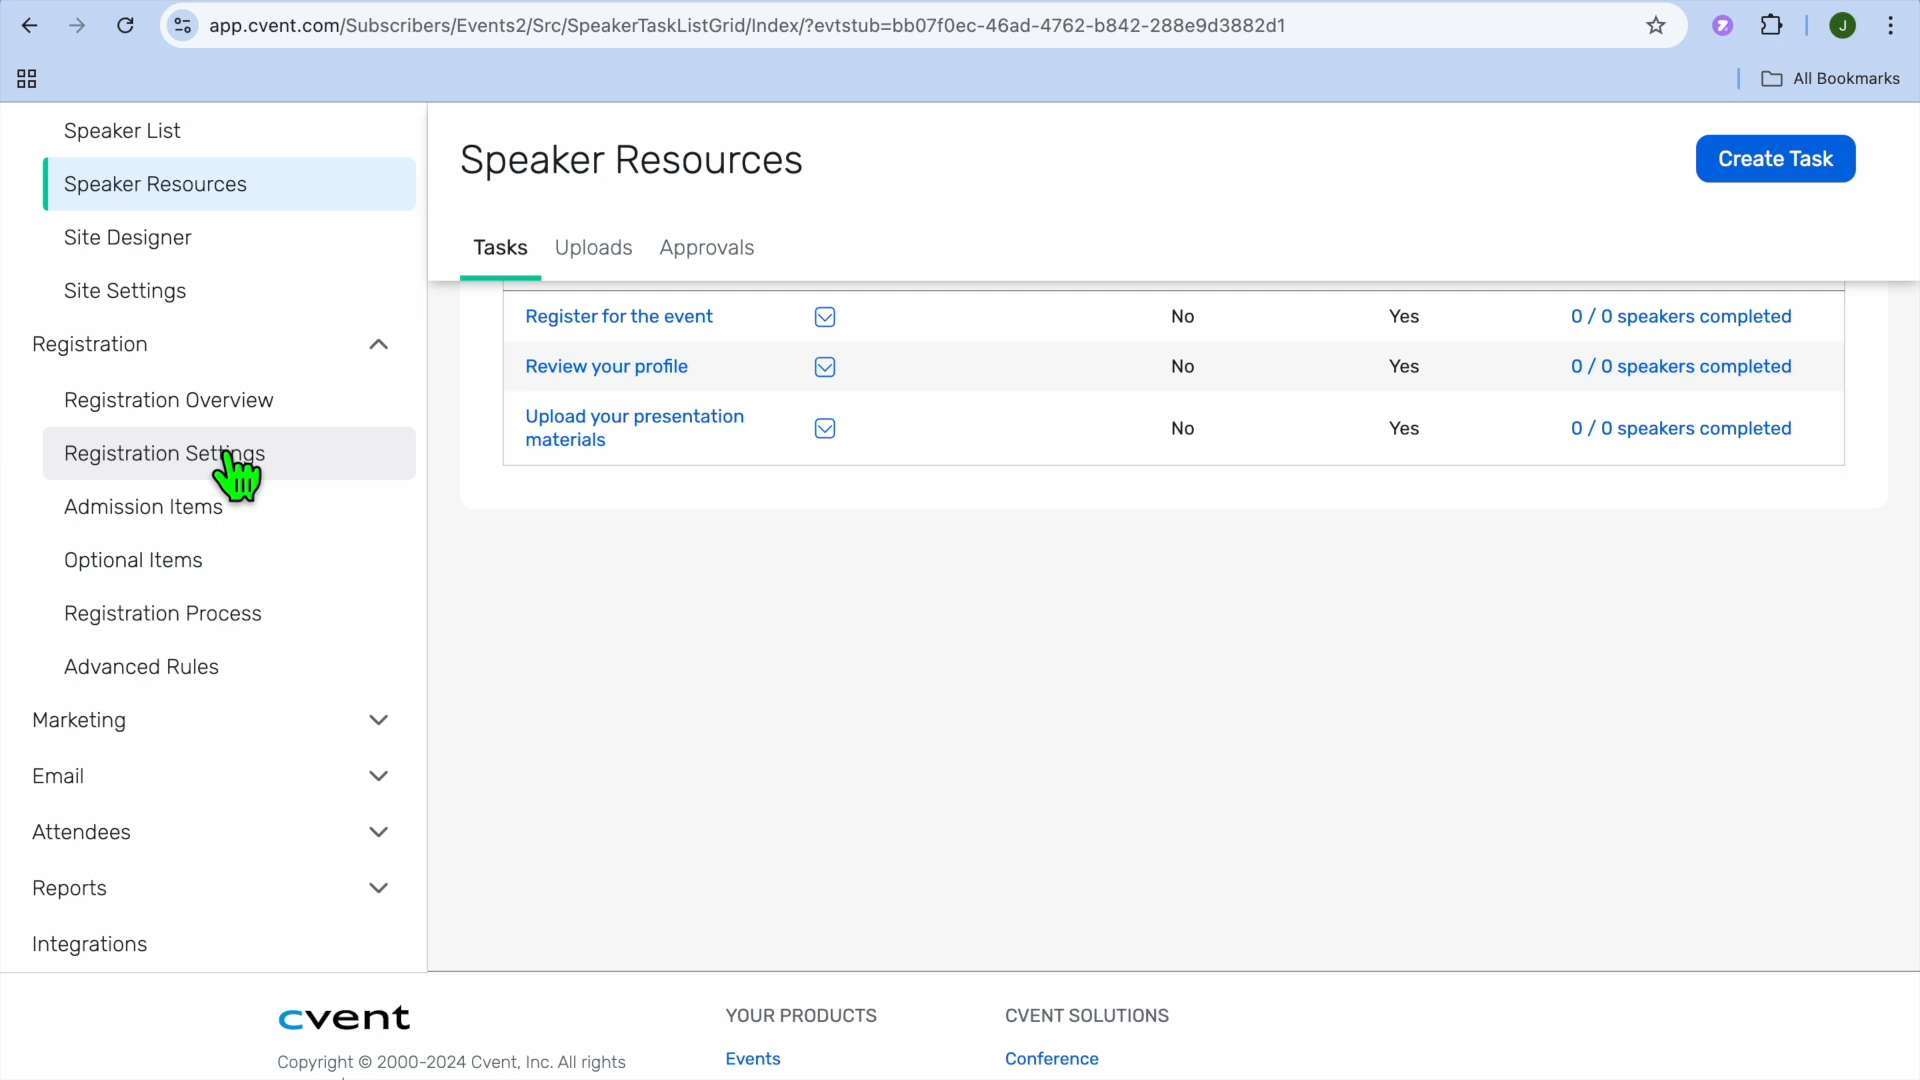 app.cvent.com/Subscribers/Events2/Src/SpeakerTaskListGrid/Index/?evtstub=bb07f0ec-46ad-4762-b842-288e9d3882d1
J
All Bookmarks
Speaker List
Speaker Resources
Site Designer
Site Settings
Registration
Registration Overview
Registration Settings
Admission Items
Optional Items
Registration Process
Advanced Rules
Marketing
Email
Attendees
Reports
Integrations
Speaker Resources
Create Task
Tasks Uploads Approvals
Register for the event No Yes 0 / 0 speakers completed
Review your profile No Yes 0 / 0 speakers completed
Upload your presentation
materials No Yes 0 / 0 speakers completed
cvent
Copyright © 2000-2024 Cvent, Inc. All rights
YOUR PRODUCTS
Events
CVENT SOLUTIONS
Conference